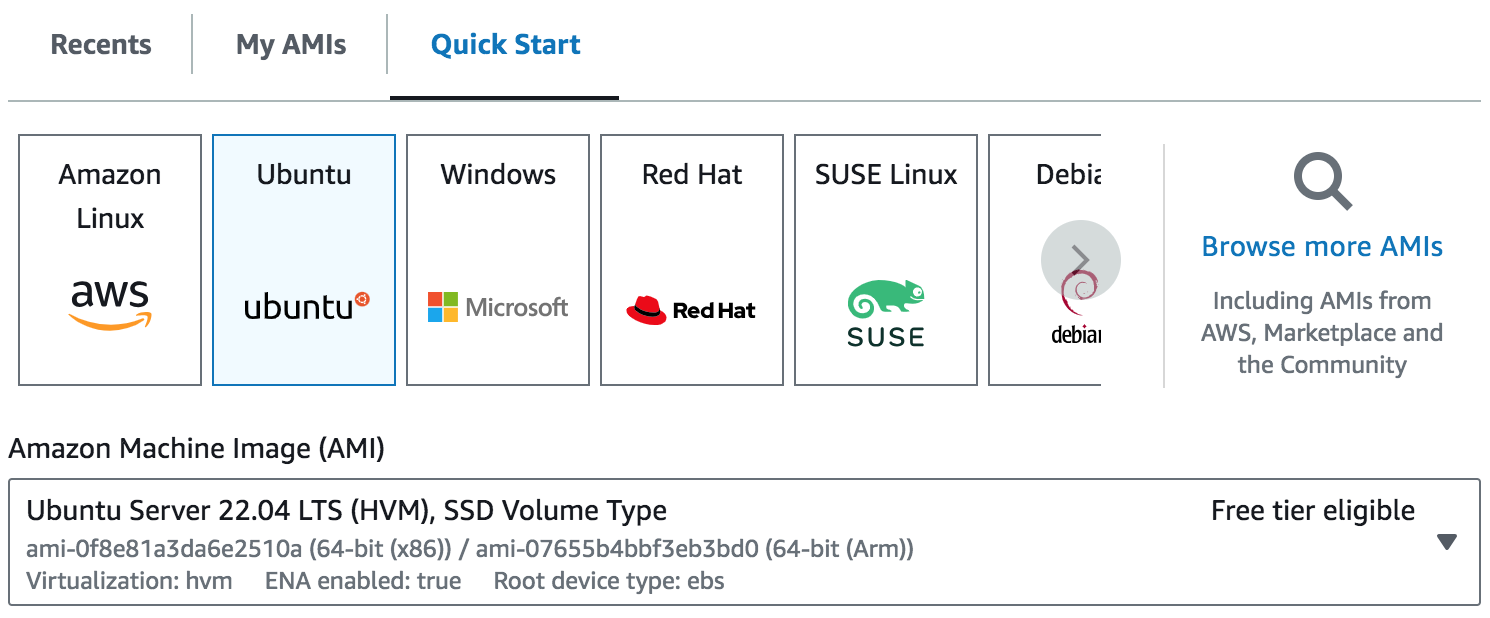 Recents
My AMIs
Quick Start
Amazon
Linux
aws
Ubuntu
ubuntu
Windows
Microsoft
Red Hat
Red Hat
SUSE Linux
SUSE
Debia
debian
Browse more AMIs
Including AMIs from
AWS, Marketplace and
the Community
Amazon Machine Image (AMI)
Ubuntu Server 22.04 LTS (HVM), SSD Volume Type
Free tier eligible
ami-0f8e81a3da6e2510a (64-bit (x86)) / ami-07655b4bbf3eb3bd0 (64-bit (Arm))
Virtualization: hvm ENA enabled: true Root device type: ebs